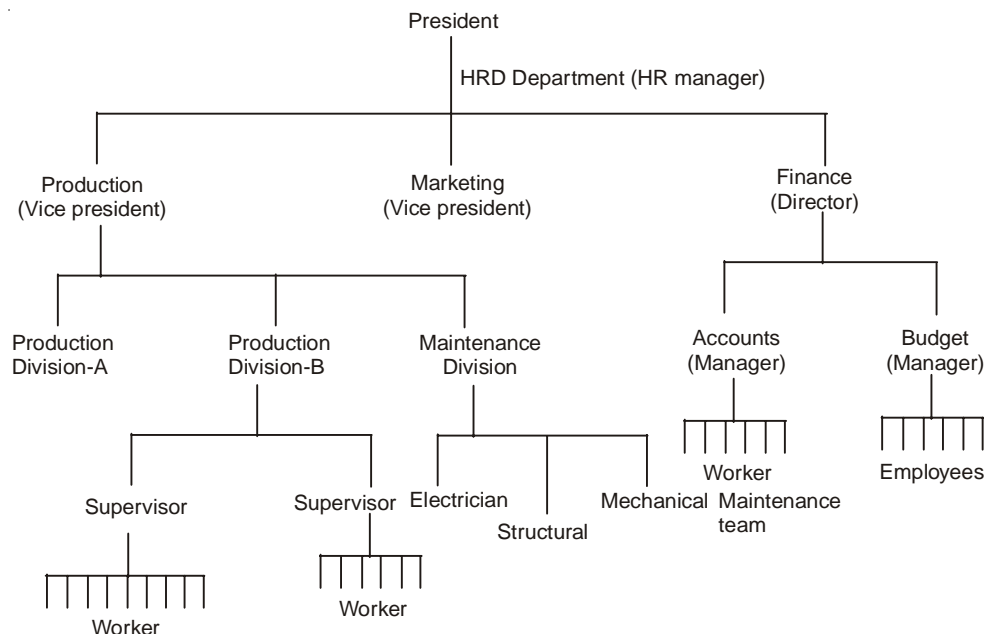 President
HRD Department (HR manager)
Production
(Vice president)
Marketing
(Vice president)
Finance
(Director)
Production
Division-A
Production
Division-B
Maintenance
Division
Accounts
(Manager)
Budget
(Manager)
Supervisor
Worker
Supervisor
Worker
Electrician
Structural
Mechanical Maintenance
team
Worker
Employees